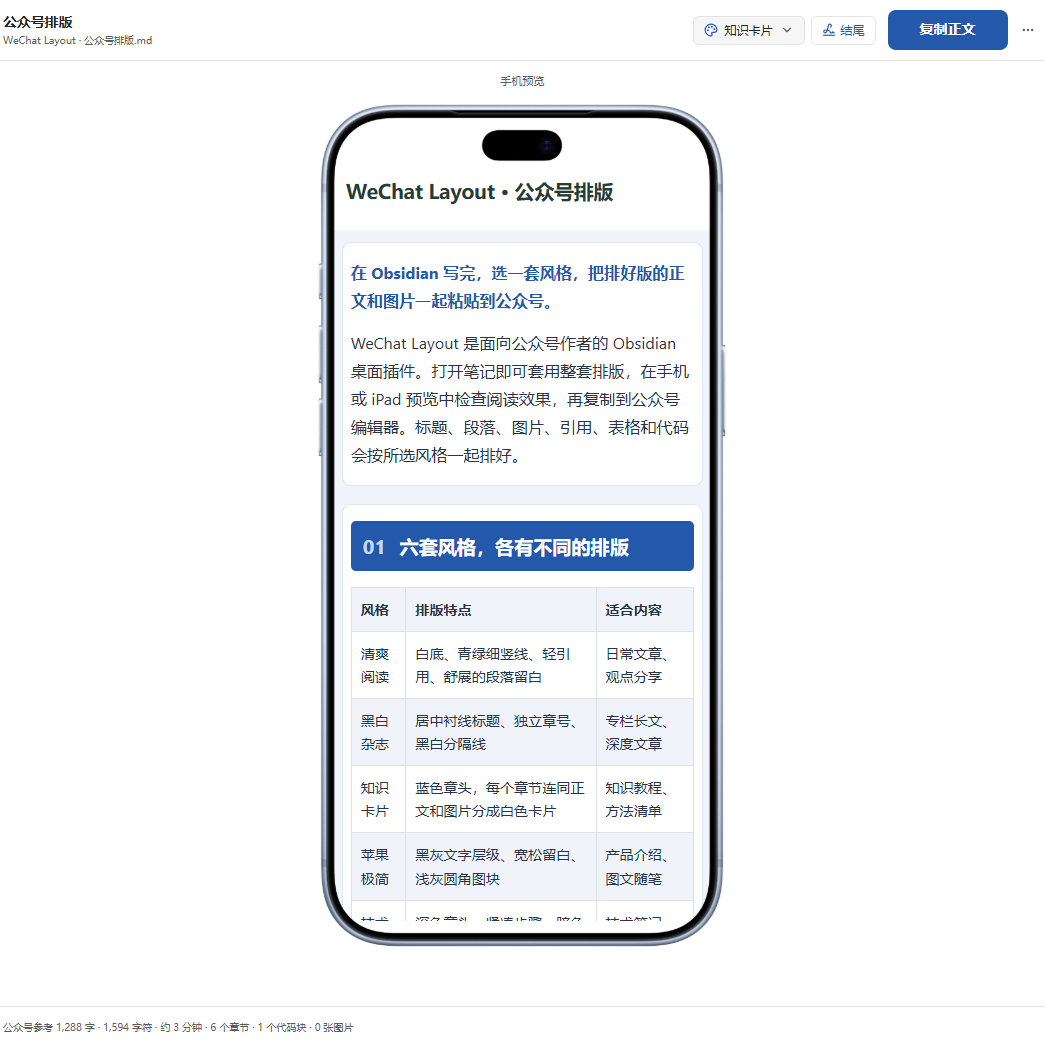 公众号排版
WeChat Layout · 公众号排版.md
知识卡片
结尾
复制正文
手机预览
WeChat Layout • 公众号排版
在 Obsidian 写完，选一套风格，把排好版的正
文和图片一起粘贴到公众号。
WeChat Layout 是面向公众号作者的 Obsidian
桌面插件。打开笔记即可套用整套排版，在手机
或 iPad 预览中检查阅读效果，再复制到公众号
编辑器。标题、段落、图片、引用、表格和代码
会按所选风格一起排好。
01 六套风格，各有不同的排版
风格 排版特点 适合内容
清爽 白底、青绿细竖线、轻引 日常文章、
阅读 用、舒展的段落留白 观点分享
黑白 居中衬线标题、独立章号、 专栏长文、
杂志 黑白分隔线 深度文章
知识 蓝色章头，每个章节连同正 知识教程、
卡片 文和图片分成白色卡片 方法清单
苹果 黑灰文字层级、宽松留白、 产品介绍、
极简 浅灰圆角图块 图文随笔
公众号参考 1,288 字 · 1,594 字符 · 约 3 分钟 · 6 个章节 · 1 个代码块 · 0 张图片